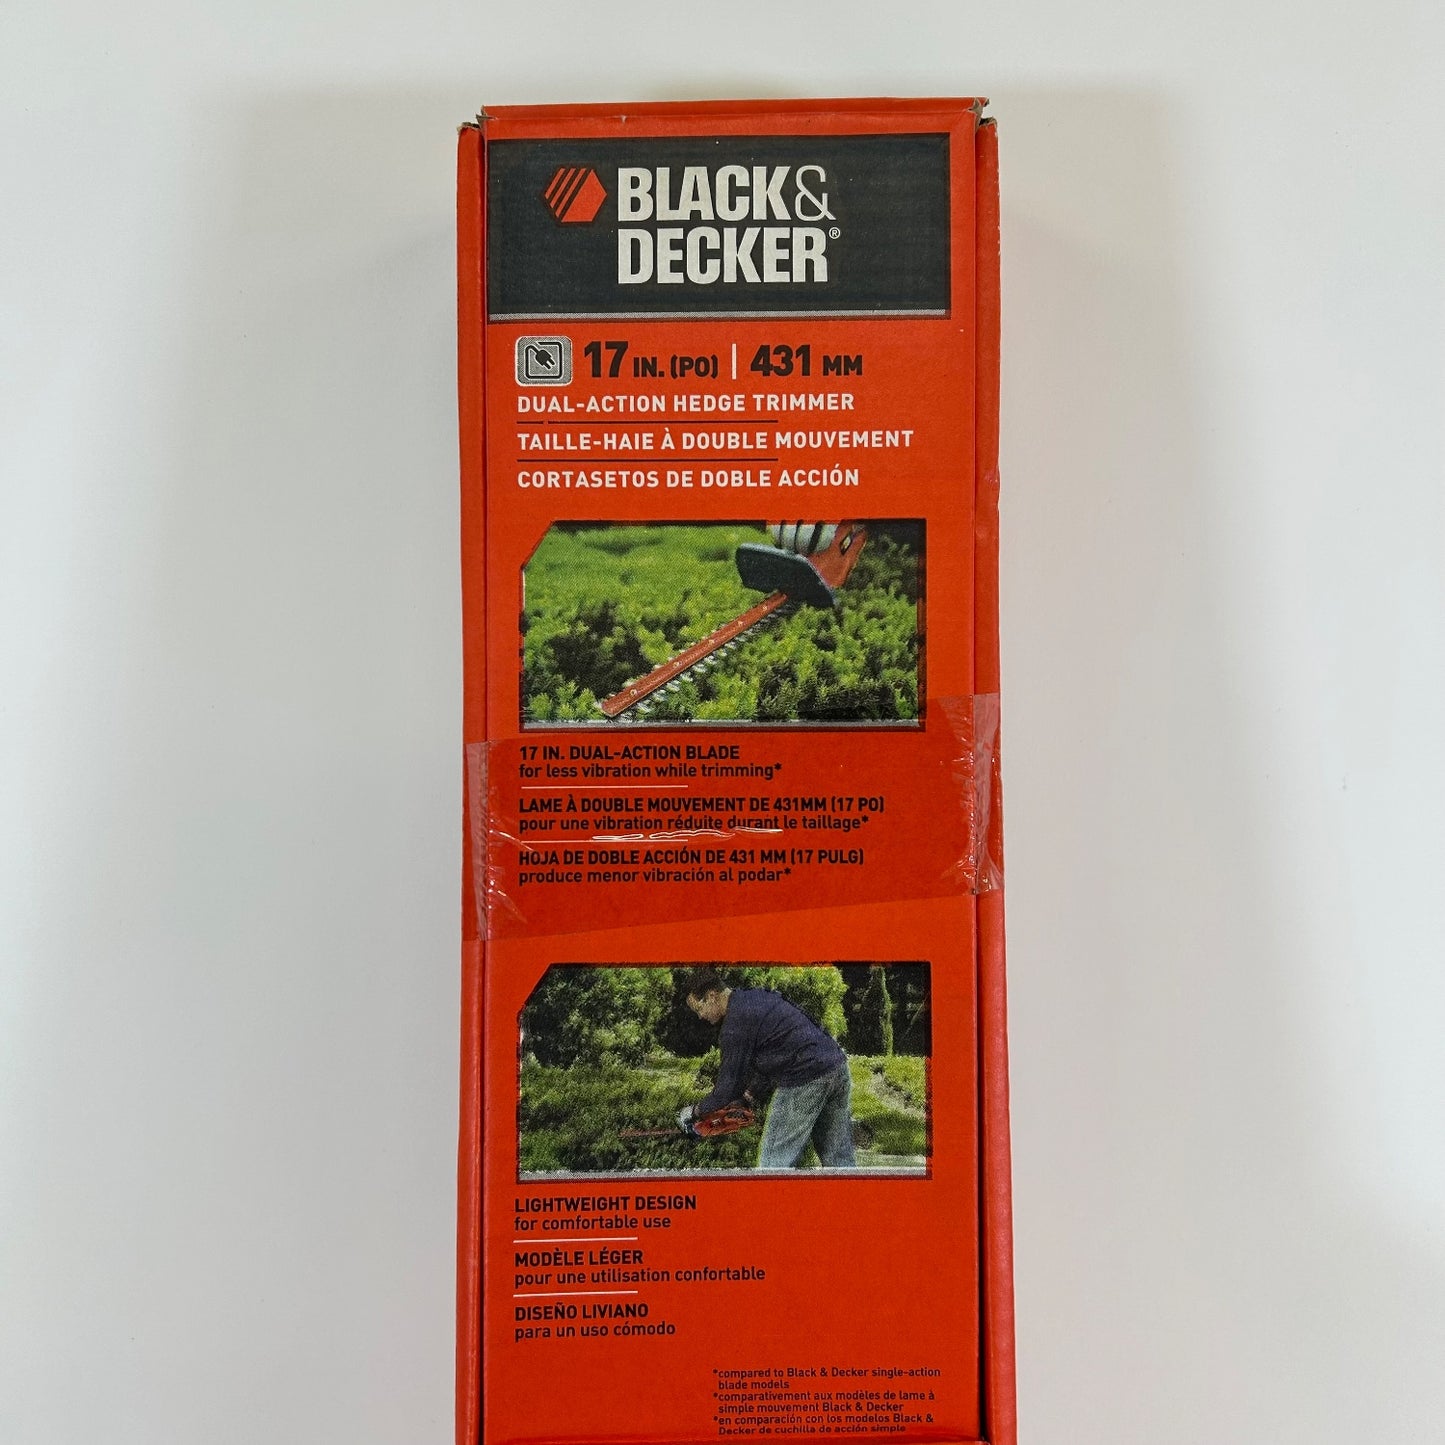 BLACK&
DECKER®
17 IN. (PO) | 431 MM
DUAL-ACTION HEDGE TRIMMER
TAILLE-HAIE À DOUBLE MOUVEMENT
CORTASETOS DE DOBLE ACCIÓN
17 IN. DUAL-ACTION BLADE
for less vibration while trimming*
LAME À DOUBLE MOUVEMENT DE 431MM (17 PO)
pour une vibration réduite durant le taillage*
HOJA DE DOBLE ACCIÓN DE 431 MM (17 PULG)
produce menor vibración al podar*
LIGHTWEIGHT DESIGN
for comfortable use
MODÈLE LÉGER
pour une utilisation confortable
DISEÑO LIVIANO
para un uso cómodo
*compared to Black & Decker single-action
blade models
*comparativement aux modèles de lame à
simple mouvement Black & Decker
*en comparación con los modelos Black &
Decker de cuchilla de acción simple